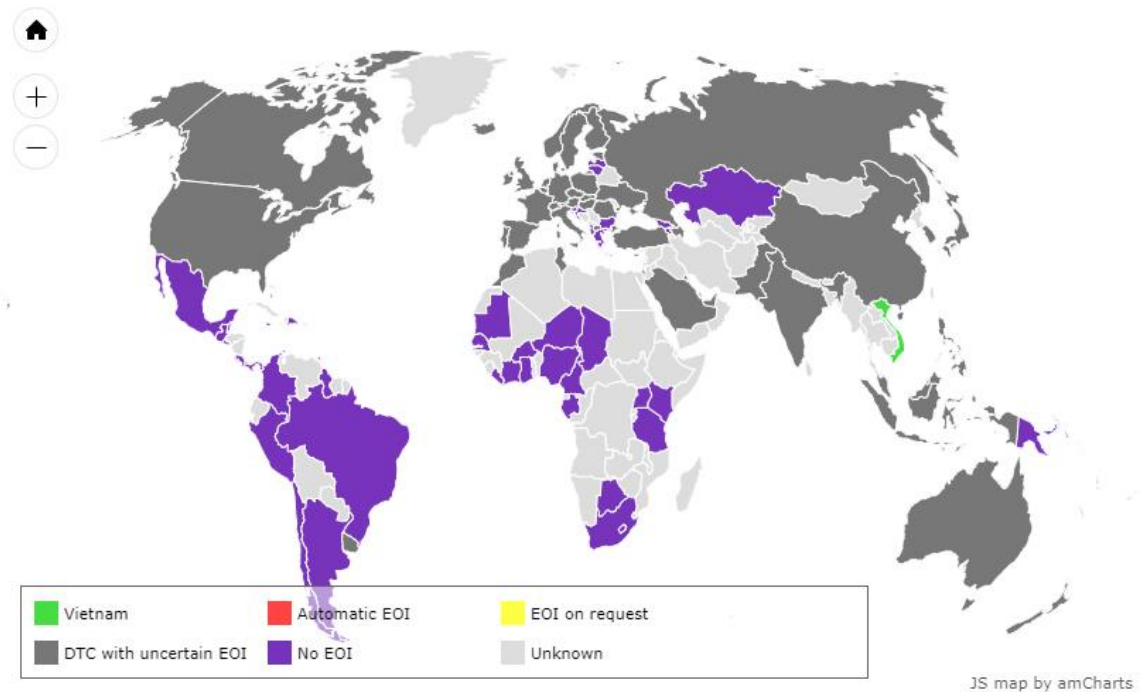 Vietnam
Automatic EOI
EOI on request
DTC with uncertain EOI
No EOI
Unknown
JS map by amCharts